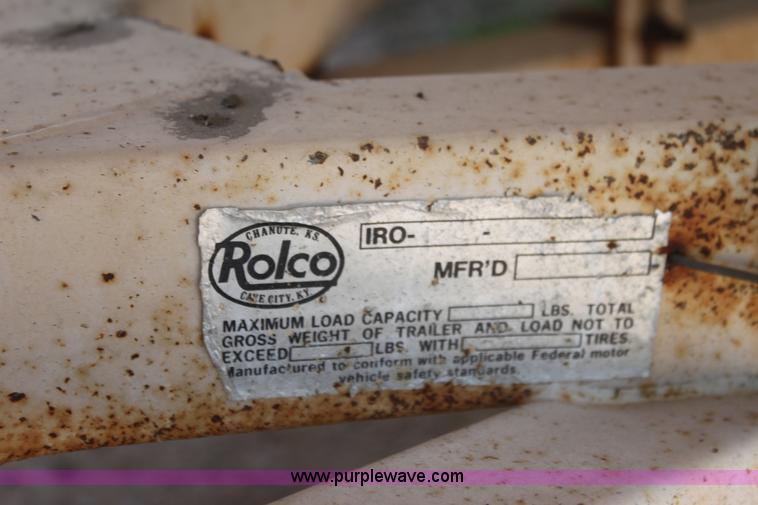 CHANUTE, KS.
Rolco
CAVE CITY, KY.
IRO- -
MFR'D
MAXIMUM LOAD CAPACITY LBS. TOTAL
GROSS WEIGHT OF TRAILER AND LOAD NOT TO
EXCEED LBS. WITH TIRES.
Manufactured to conform with applicable Federal motor
vehicle safety standards.
www.purplewave.com